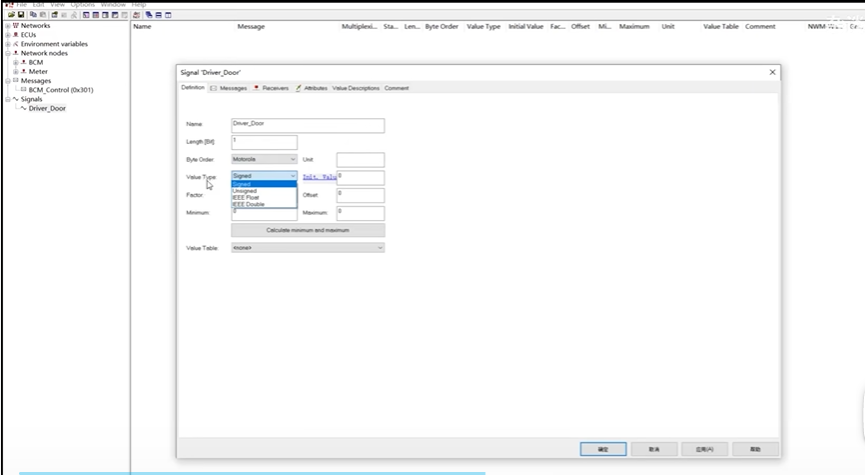 File Edit View Options Window Help
Networks
ECUs
Environment variables
Network nodes
BCM
Meter
Messages
BCM_Control (0x301)
Signals
Driver_Door
Name Message Multiplexi... Sta... Len... Byte Order Value Type Initial Value Fac... Offset Mi... Maximum Unit Value Table Comment
Signal 'Driver_Door'
Definition Messages Receivers Attributes Value Descriptions Comment
Name: Driver_Door
Length [Bit]: 1
Byte Order: Motorola Unit
Value Type: Signed Init. Value 0
Signed
Unsigned
IEEE Float
IEEE Double
Factor Offset: 0
Minimum: 0 Maximum: 0
Calculate minimum and maximum
Value Table: <none>
确定 取消 应用(A) 帮助